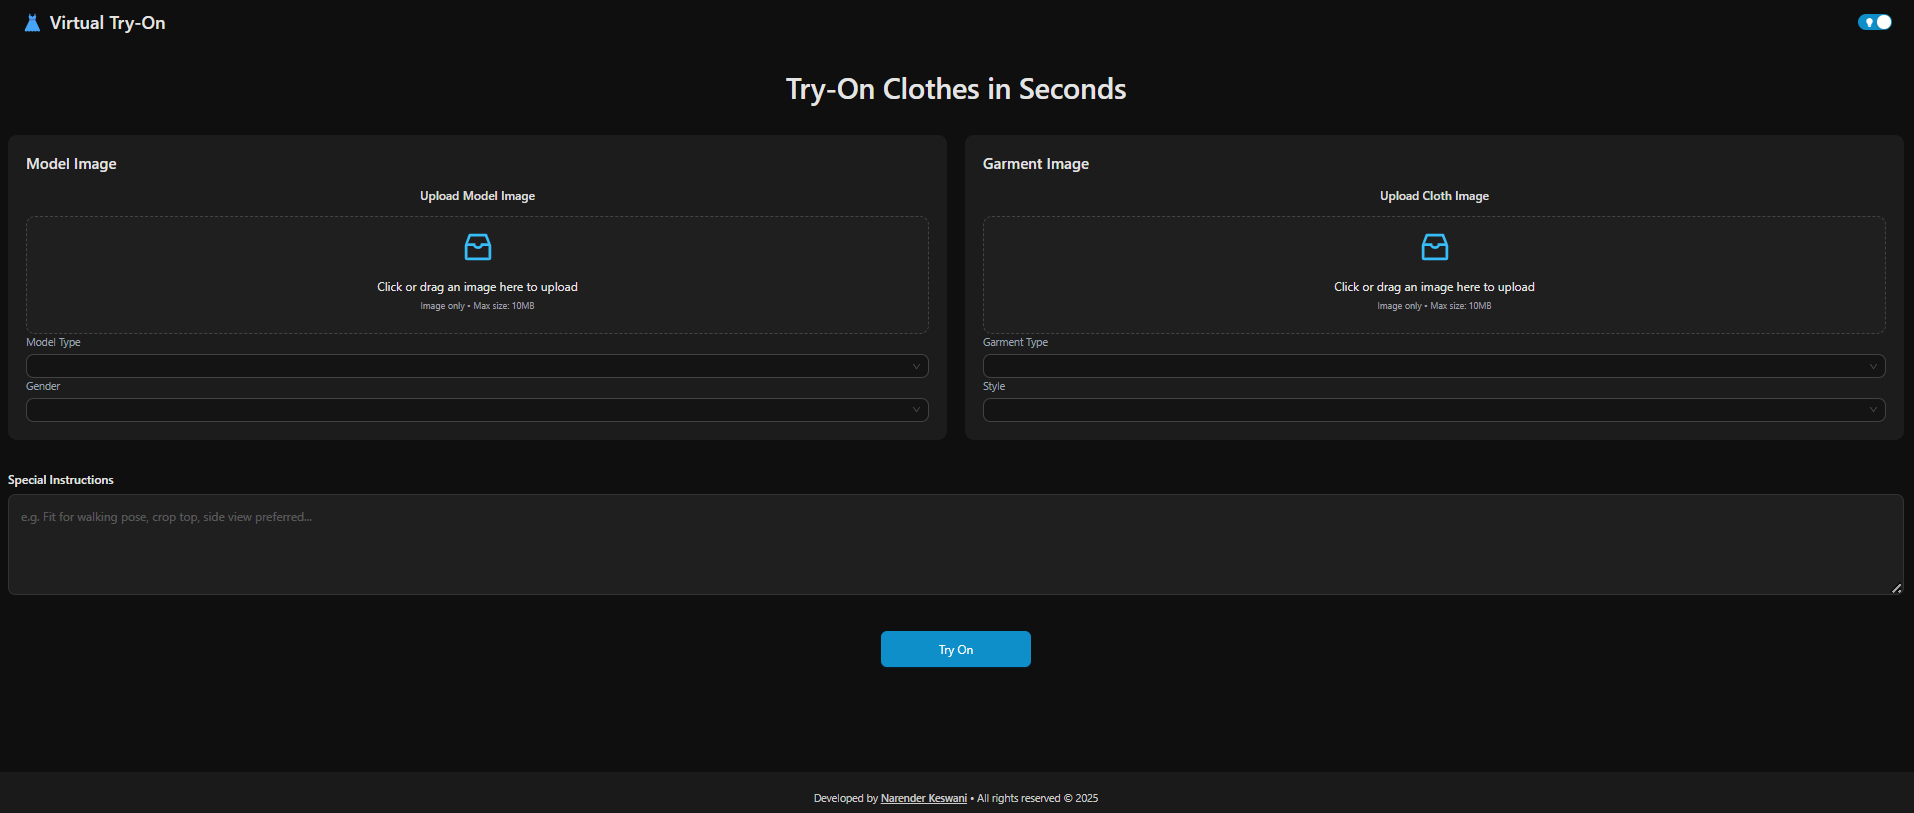 Virtual Try-On
Try-On Clothes in Seconds
Model Image
Upload Model Image
Click or drag an image here to upload
Image only • Max size: 10MB
Model Type
Gender
Garment Image
Upload Cloth Image
Click or drag an image here to upload
Image only • Max size: 10MB
Garment Type
Style
Special Instructions
e.g. Fit for walking pose, crop top, side view preferred...
Try On
Developed by Narender Keswani • All rights reserved © 2025